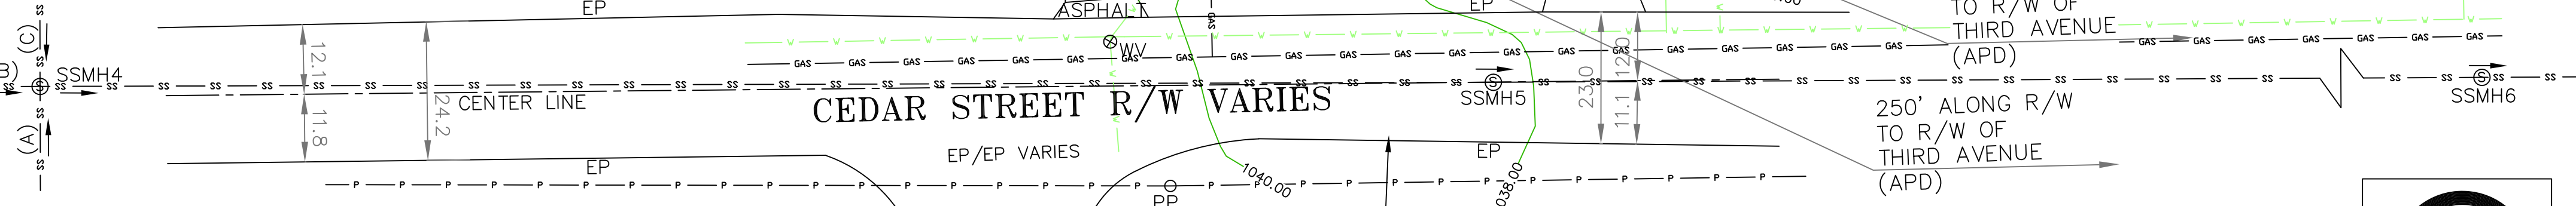 EP
ASPHALT
EP
TO R/W OF
THIRD AVENUE
(APD)
(C)
B)
(A)
SSMH4
12.1
11.8
24.2
CENTER LINE
WV
GAS
CEDAR STREET R/W VARIES
EP/EP VARIES
EP
PP
1040.00
SSMH5
EP
038.00
23.0
12.0
11.1
250' ALONG R/W
TO R/W OF
THIRD AVENUE
(APD)
SSMH6